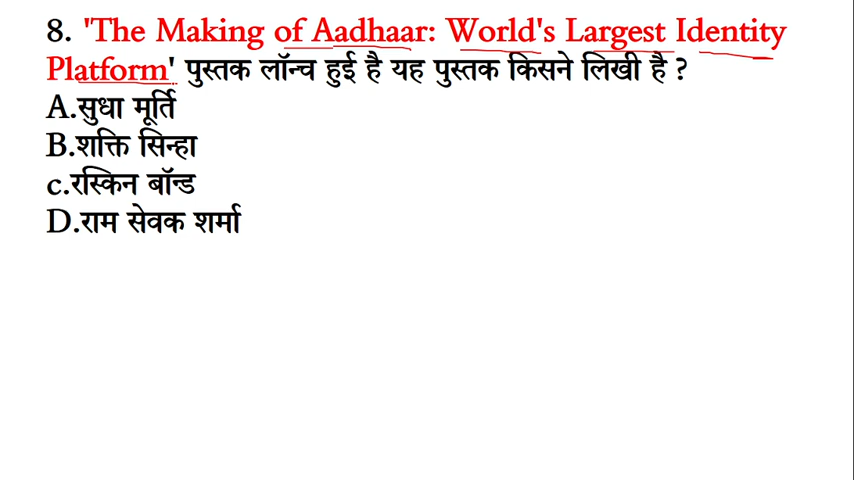 8. 'The Making of Aadhaar: World's Largest Identity
Platform' पुस्तक लॉन्च हुई है यह पुस्तक किसने लिखी है ?
A.सुधा मूर्ति
B.शक्ति सिन्हा
c.रस्किन बॉन्ड
D.राम सेवक शर्मा